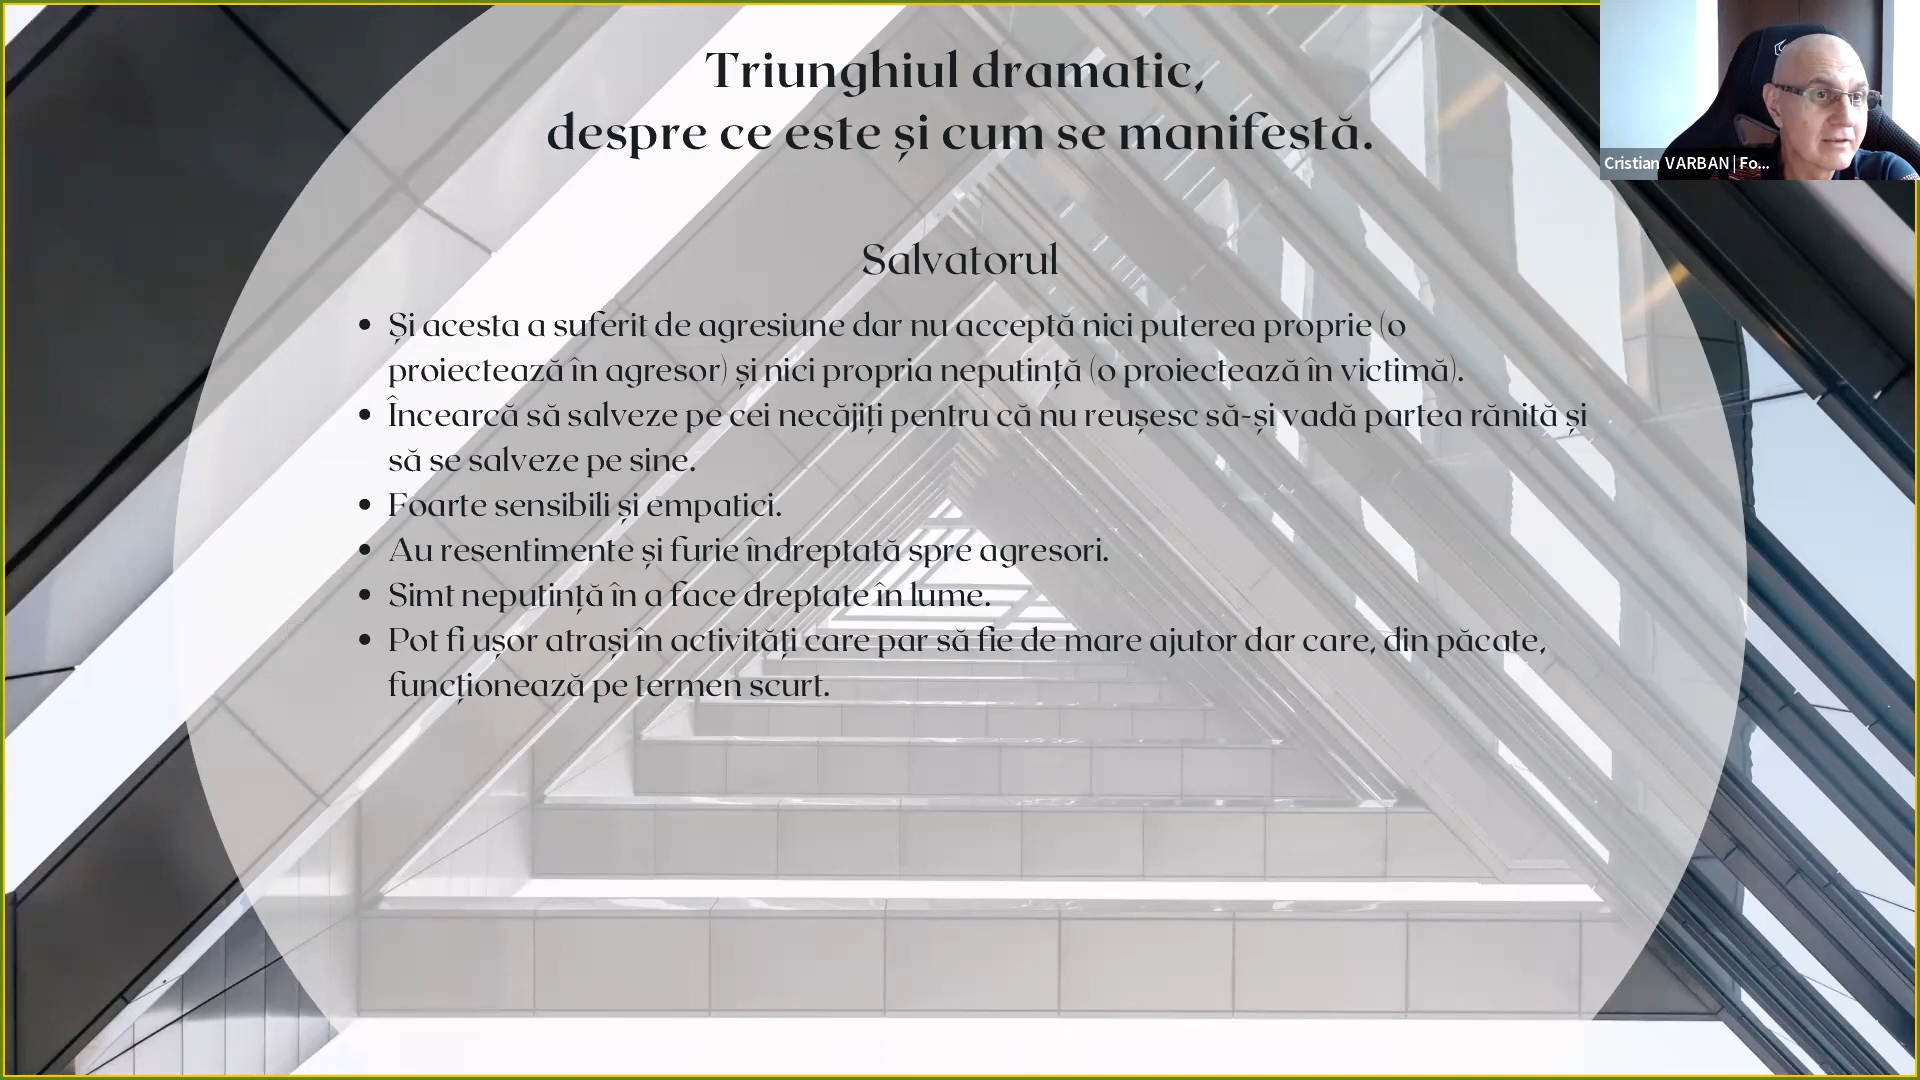 Triunghiul dramatic,
despre ce este și cum se manifestă.
Cristian VARBAN | Fo...
Salvatorul
• Și acesta a suferit de agresiune dar nu acceptă nici puterea proprie (o
proiectează în agresor) și nici propria neputință (o proiectează în victimă).
• Încearcă să salveze pe cei necăjiți pentru că nu reușesc să-și vadă partea rănită și
să se salveze pe sine.
• Foarte sensibili și empatici.
• Au resentimente și furie îndreptată spre agresori.
• Simt neputință în a face dreptate în lume.
• Pot fi ușor atrași în activități care par să fie de mare ajutor dar care, din păcate,
funcționează pe termen scurt.